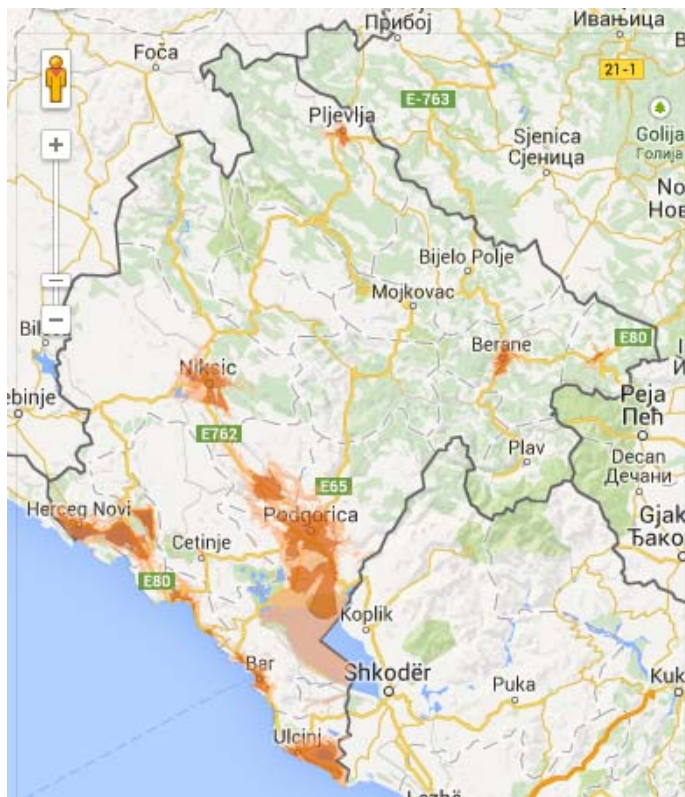 Прибој
Ивањица
Foča
21-1
E-763
Pljevlja
Golija
Голија
Sjenica
Сјеница
No
Нов
Bijelo Polje
Mojkovac
Bil
Berane
E80
Niksic
Peja
Пећ
ebinje
E762
Plav
Decan
Дечани
E65
Herceg Novi
Podgorica
Gjak
Ђако
Cetinje
E80
Koplik
Bar
Shkodër
Puka
Kuk
Ulcinj